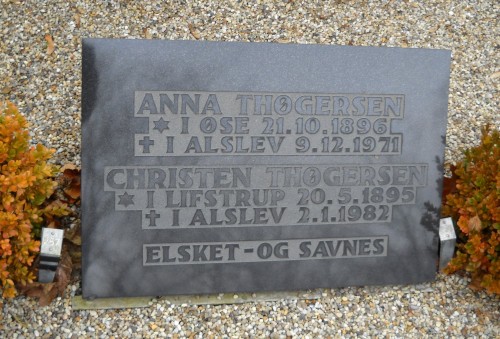 ANNA THØGERSEN
✶ I ØSE 21.10.1896
✝ I ALSLEV 9.12.1971
CHRISTEN THØGERSEN
✶ I LIFSTRUP 20.5.1895
✝ I ALSLEV 2.1.1982
ELSKET-OG SAVNES